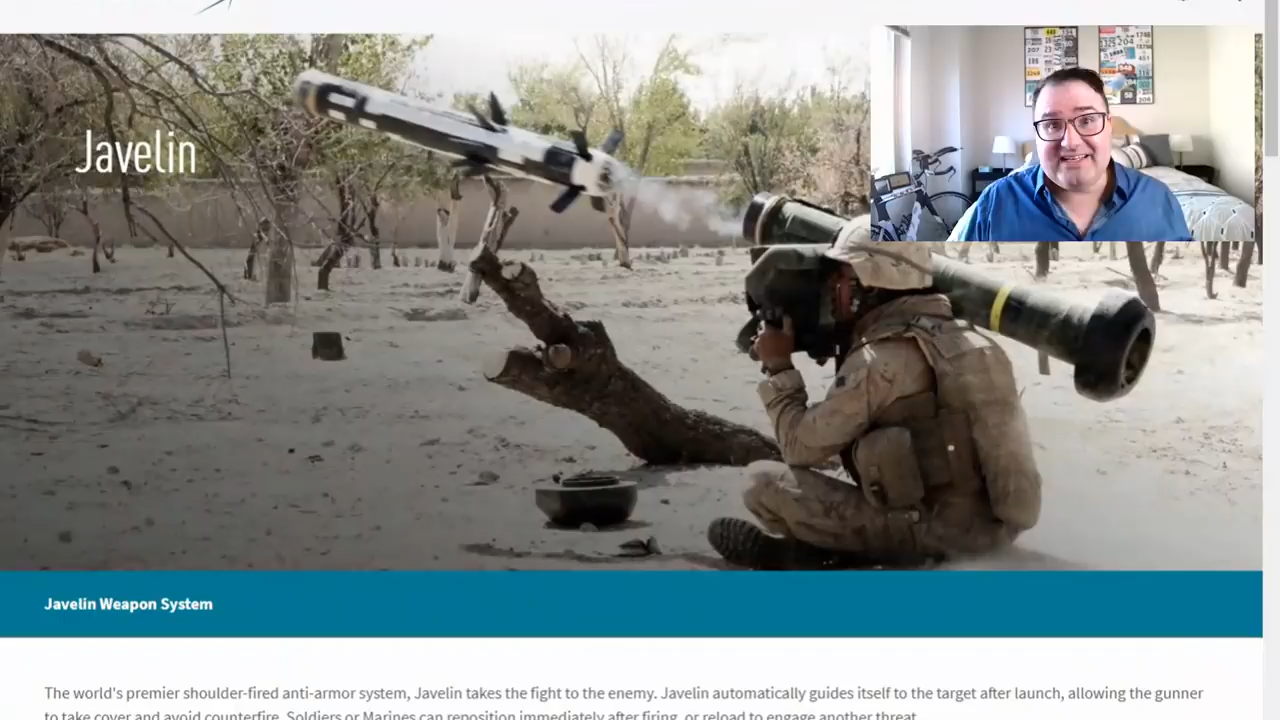 Javelin
Javelin Weapon System
The world's premier shoulder-fired anti-armor system, Javelin takes the fight to the enemy. Javelin automatically guides itself to the target after launch, allowing the gunner
to take cover and avoid counterfire. Soldiers or Marines can reposition immediately after firing, or reload to engage another threat.